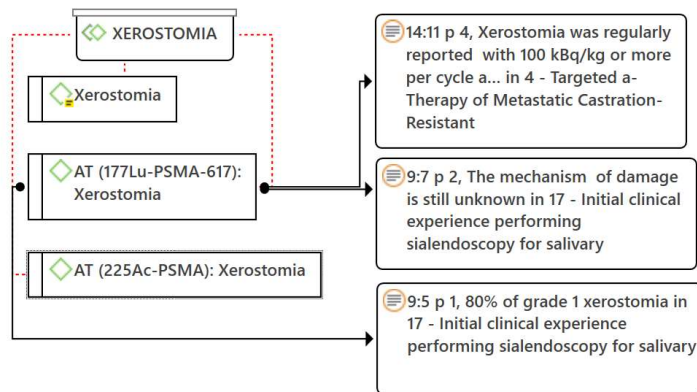 XEROSTOMIA
Xerostomia
AT (177Lu-PSMA-617):
Xerostomia
AT (225Ac-PSMA): Xerostomia
14:11 p 4, Xerostomia was regularly
reported with 100 kBq/kg or more
per cycle a... in 4 - Targeted a-
Therapy of Metastatic Castration-
Resistant
9:7 p 2, The mechanism of damage
is still unknown in 17 - Initial clinical
experience performing
sialendoscopy for salivary
9:5 p 1, 80% of grade 1 xerostomia in
17 - Initial clinical experience
performing sialendoscopy for salivary